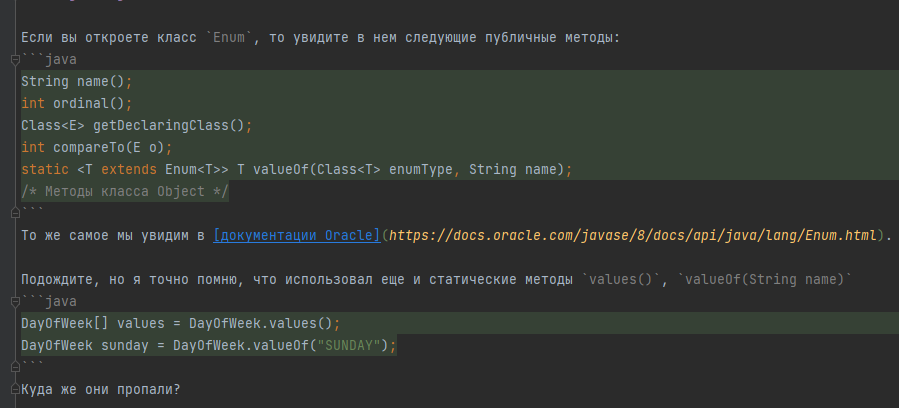 Если вы откроете класс `Enum`, то увидите в нем следующие публичные методы:
```java
String name();
int ordinal();
Class<E> getDeclaringClass();
int compareTo(E o);
static <T extends Enum<T>> T valueOf(Class<T> enumType, String name);
/* Методы класса Object */
```
То же самое мы увидим в [документации Oracle](https://docs.oracle.com/javase/8/docs/api/java/lang/Enum.html).
Подождите, но я точно помню, что использовал еще и статические методы `values()`, `valueOf(String name)`
```java
DayOfWeek[] values = DayOfWeek.values();
DayOfWeek sunday = DayOfWeek.valueOf("SUNDAY");
```
Куда же они пропали?